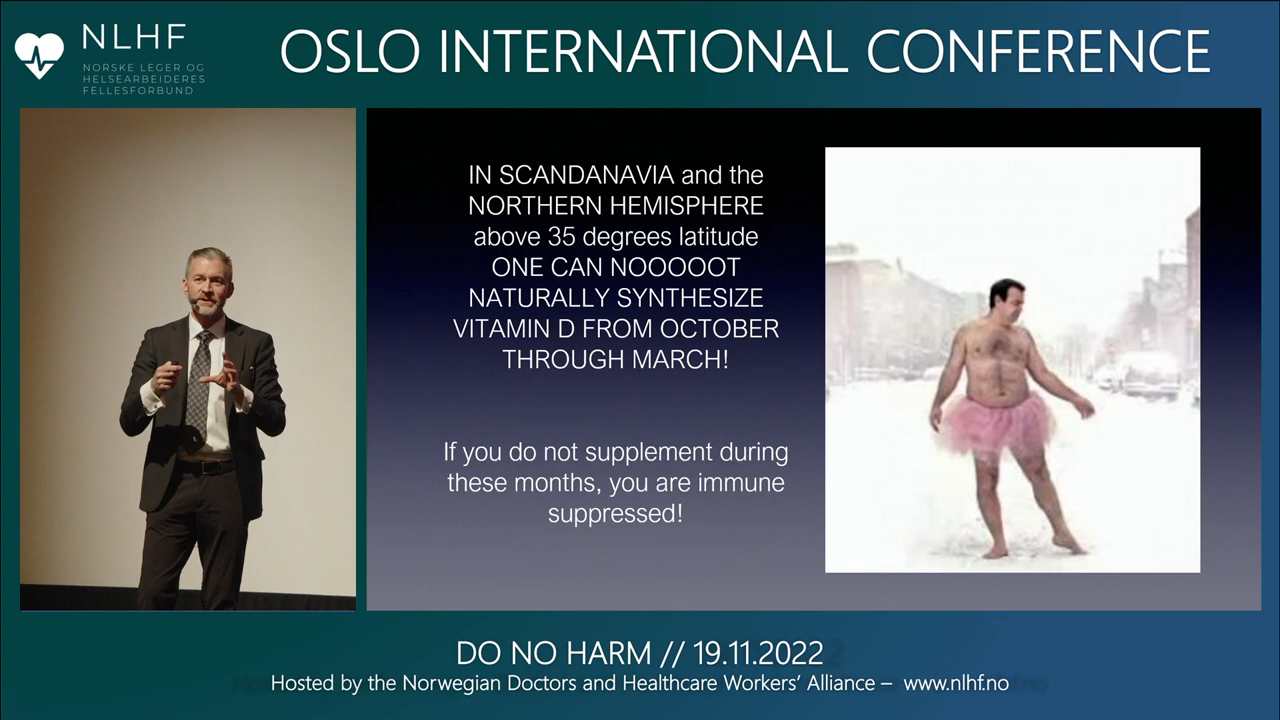 NLHF
NORSKE LEGER OG
HELSEARBEIDERES
FELLESFORBUND
OSLO INTERNATIONAL CONFERENCE
IN SCANDANAVIA and the
NORTHERN HEMISPHERE
above 35 degrees latitude
ONE CAN NOOOOOT
NATURALLY SYNTHESIZE
VITAMIN D FROM OCTOBER
THROUGH MARCH!
If you do not supplement during
these months, you are immune
suppressed!
DO NO HARM // 19.11.2022
Hosted by the Norwegian Doctors and Healthcare Workers' Alliance – www.nlhf.no